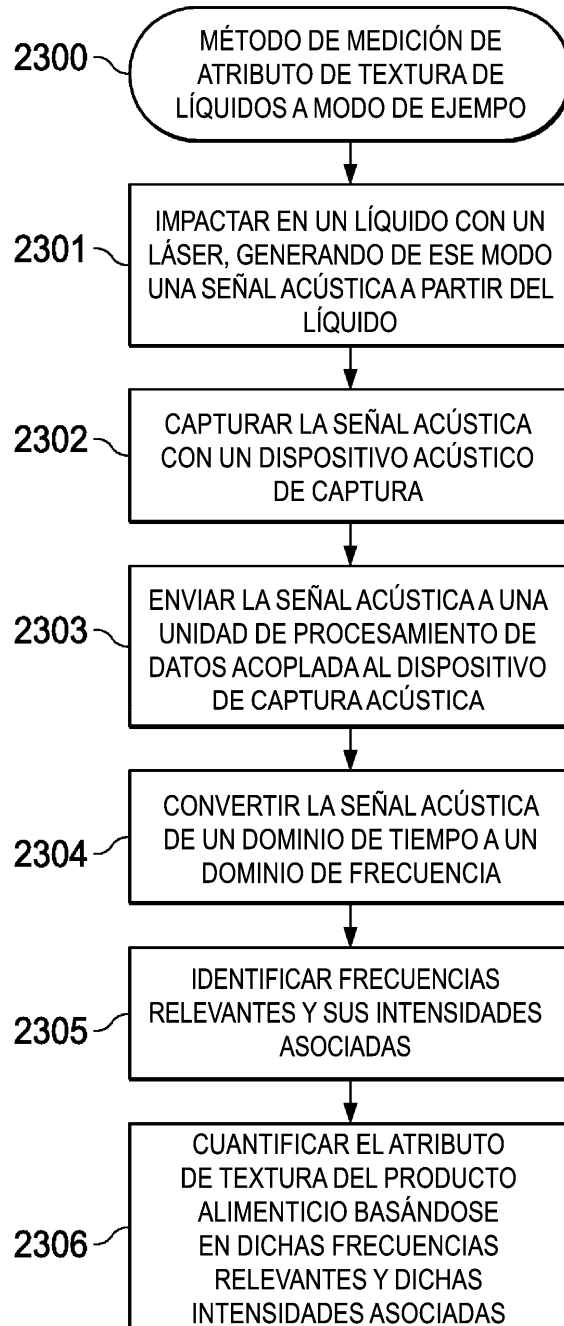 2300
MÉTODO DE MEDICIÓN DE
ATRIBUTO DE TEXTURA DE
LÍQUIDOS A MODO DE EJEMPO
2301
IMPACTAR EN UN LÍQUIDO CON UN
LÁSER, GENERANDO DE ESE MODO
UNA SEÑAL ACÚSTICA A PARTIR DEL
LÍQUIDO
2302
CAPTURAR LA SEÑAL ACÚSTICA
CON UN DISPOSITIVO ACÚSTICO
DE CAPTURA
2303
ENVIAR LA SEÑAL ACÚSTICA A UNA
UNIDAD DE PROCESAMIENTO DE
DATOS ACOPLADA AL DISPOSITIVO
DE CAPTURA ACÚSTICA
2304
CONVERTIR LA SEÑAL ACÚSTICA
DE UN DOMINIO DE TIEMPO A UN
DOMINIO DE FRECUENCIA
2305
IDENTIFICAR FRECUENCIAS
RELEVANTES Y SUS INTENSIDADES
ASOCIADAS
2306
CUANTIFICAR EL ATRIBUTO
DE TEXTURA DEL PRODUCTO
ALIMENTICIO BASÁNDOSE
EN DICHAS FRECUENCIAS
RELEVANTES Y DICHAS
INTENSIDADES ASOCIADAS